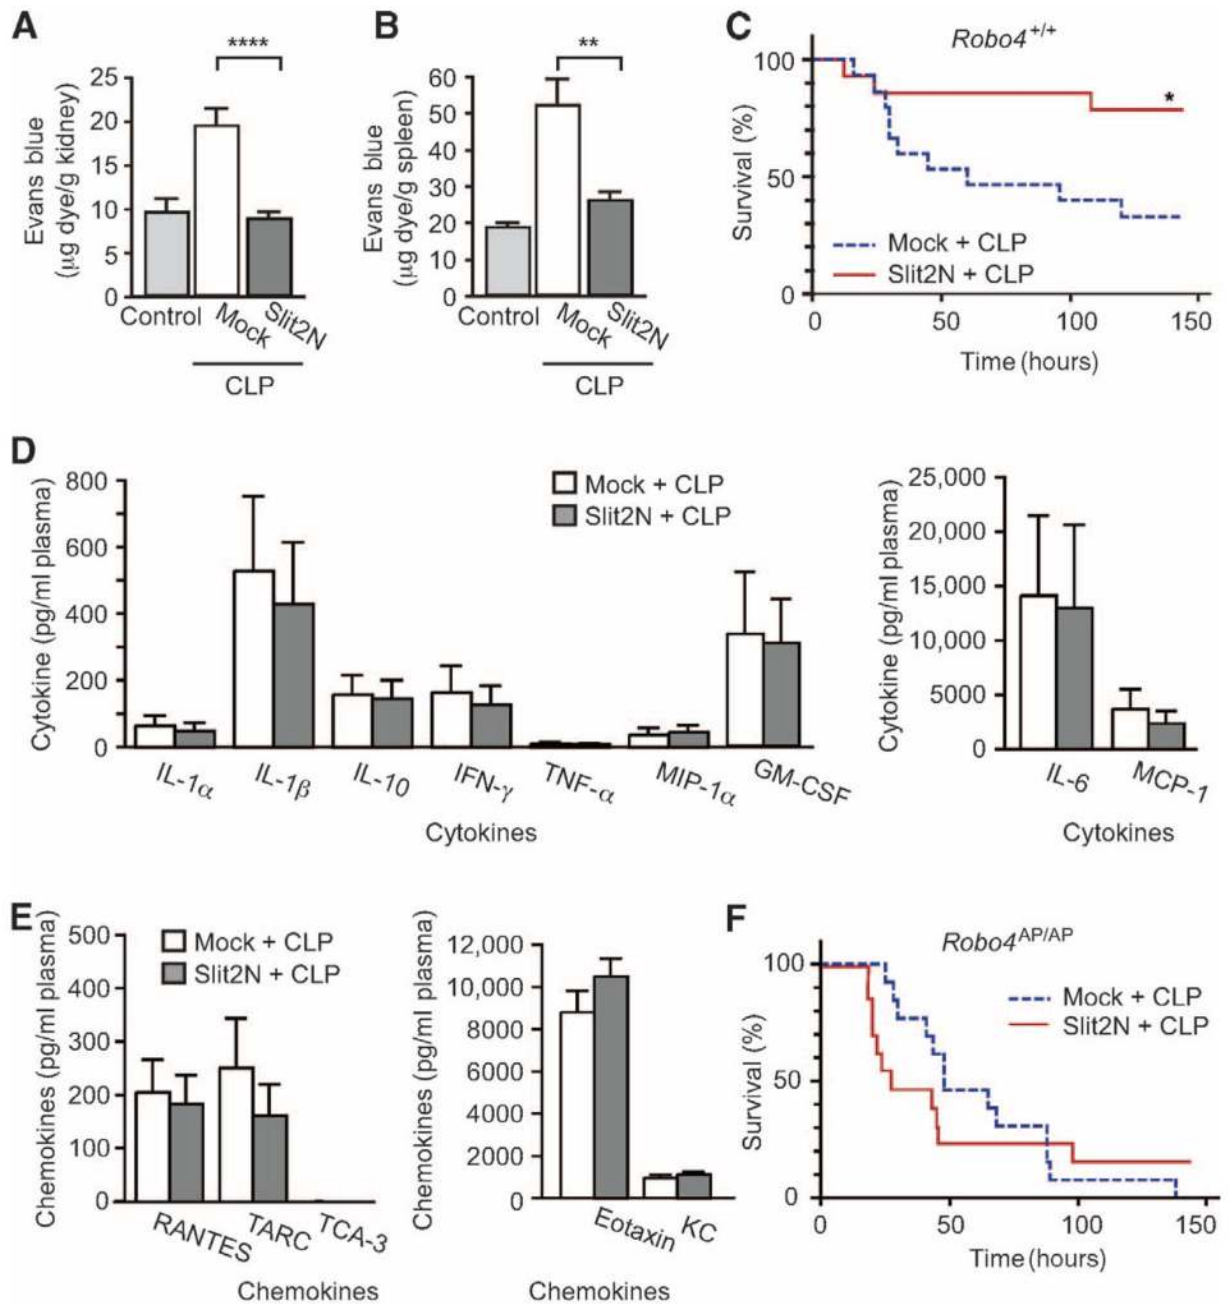 A
****
Evans blue
(µg dye/g kidney)
25
20
15
10
5
0
Control
Mock
Slit2N
CLP
B
**
Evans blue
(µg dye/g spleen)
60
50
40
30
20
10
0
Control
Mock
Slit2N
CLP
C
Robo4+/+
Survival (%)
100
50
0
*
Mock + CLP
Slit2N + CLP
0 50 100 150
Time (hours)
D
Cytokine (pg/ml plasma)
800
600
400
200
0
Mock + CLP
Slit2N + CLP
IL-1α
IL-1β
IL-10
IFN-γ
TNF-α
MIP-1α
GM-CSF
Cytokines
Cytokine (pg/ml plasma)
25,000
20,000
15,000
10,000
5000
0
IL-6
MCP-1
Cytokines
E
Chemokines (pg/ml plasma)
500
400
300
200
100
0
Mock + CLP
Slit2N + CLP
RANTES
TARC
TCA-3
Chemokines
Chemokines (pg/ml plasma)
12,000
10,000
8000
6000
4000
2000
0
Eotaxin
KC
Chemokines
F
Robo4AP/AP
Survival (%)
100
50
0
Mock + CLP
Slit2N + CLP
0 50 100 150
Time (hours)